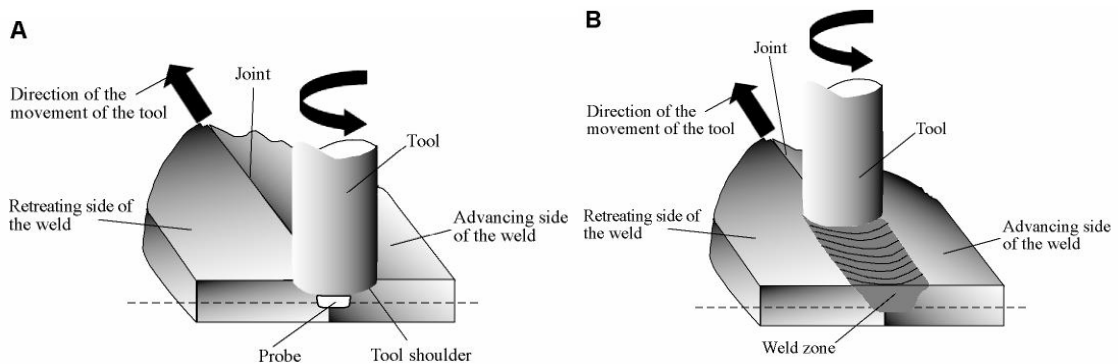 A
Joint
Direction of the
movement of the tool
Tool
Retreating side of
the weld
Advancing side
of the weld
Probe
Tool shoulder
B
Joint
Direction of the
movement of the tool
Tool
Retreating side of
the weld
Advancing side
of the weld
Weld zone